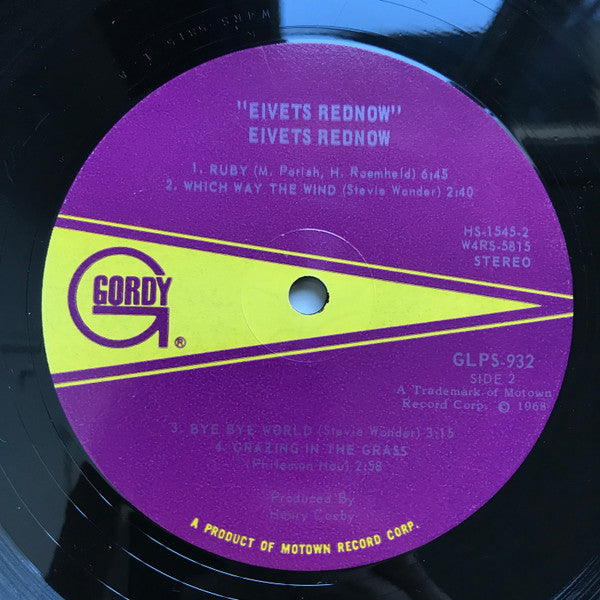 "EIVETS REDNOW"
EIVETS REDNOW
1. RUBY (M. Parish, H. Roemheld) 6:45
2. WHICH WAY THE WIND (Stevie Wonder) 2:40
HS-1545-2
W4RS-5815
STEREO
GORDY
®
GLPS-932
SIDE 2
A Trademark of Motown
Record Corp. © 1968
3. BYE BYE WORLD (Stevie Wonder) 3:15
4. GRAZING IN THE GRASS
(Philemon Hou) 2:58
Produced By
Henry Cosby
A PRODUCT OF MOTOWN RECORD CORP.